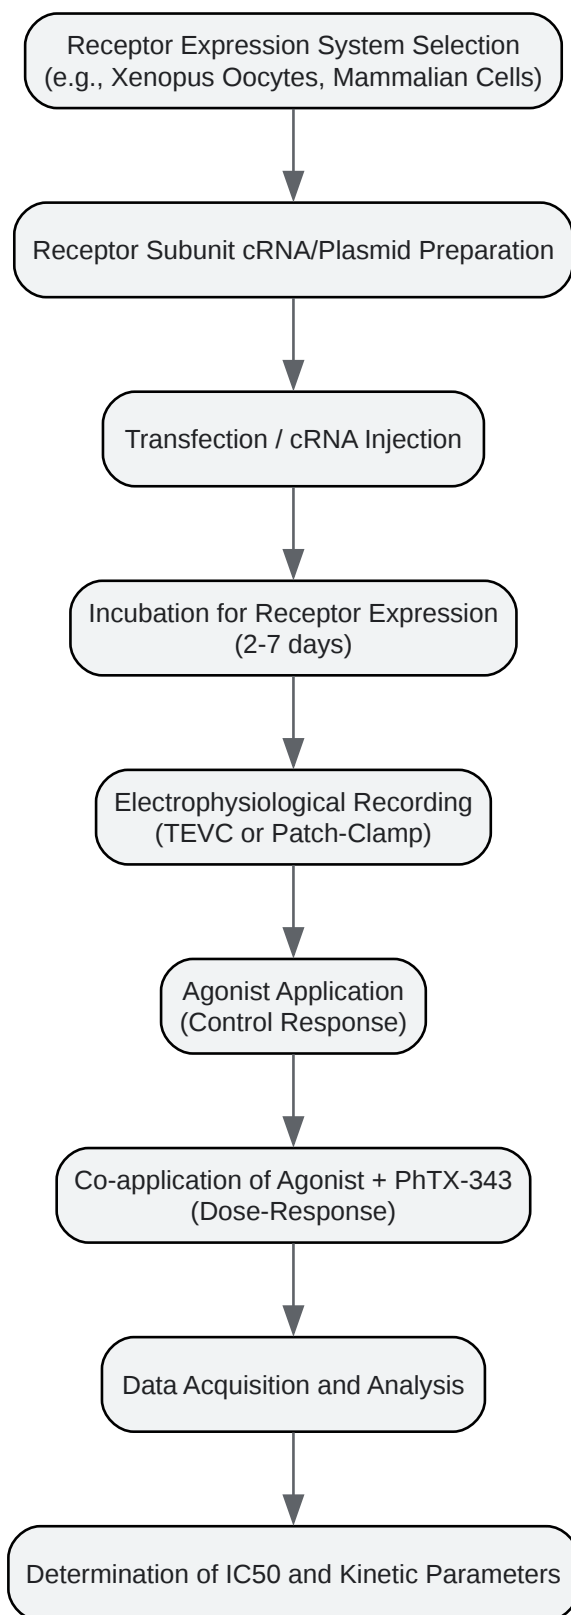 Receptor Expression System Selection
(e.g., Xenopus Oocytes, Mammalian Cells)
Receptor Subunit cRNA/Plasmid Preparation
Transfection / cRNA Injection
Incubation for Receptor Expression
(2-7 days)
Electrophysiological Recording
(TEVC or Patch-Clamp)
Agonist Application
(Control Response)
Co-application of Agonist + PhTX-343
(Dose-Response)
Data Acquisition and Analysis
Determination of IC50 and Kinetic Parameters